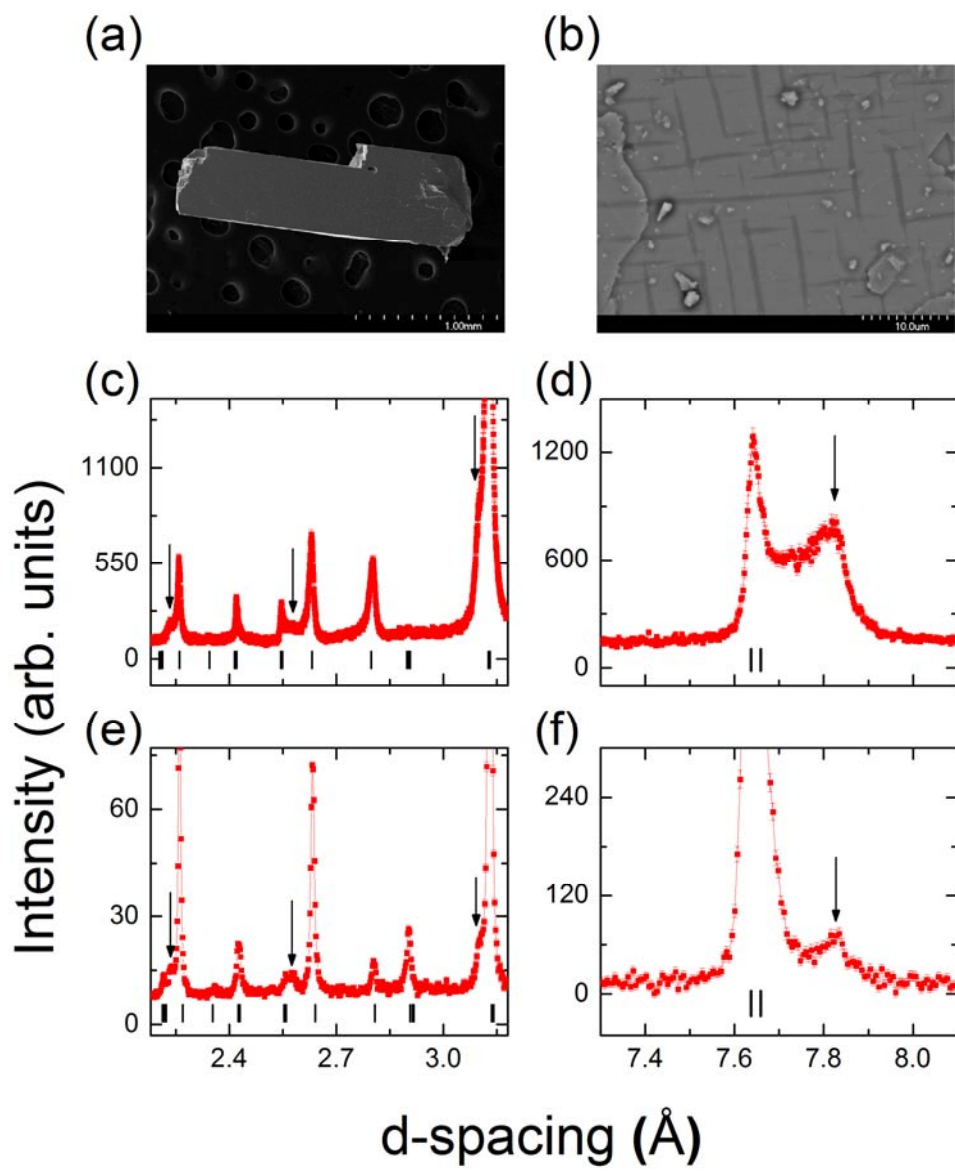 (a)
(b)
1.00mm
10.0um
(c)
(d)
1100
550
0
1200
600
0
(e)
(f)
60
30
0
240
120
0
2.4 2.7 3.0
7.4 7.6 7.8 8.0
Intensity (arb. units)
d-spacing (Å)